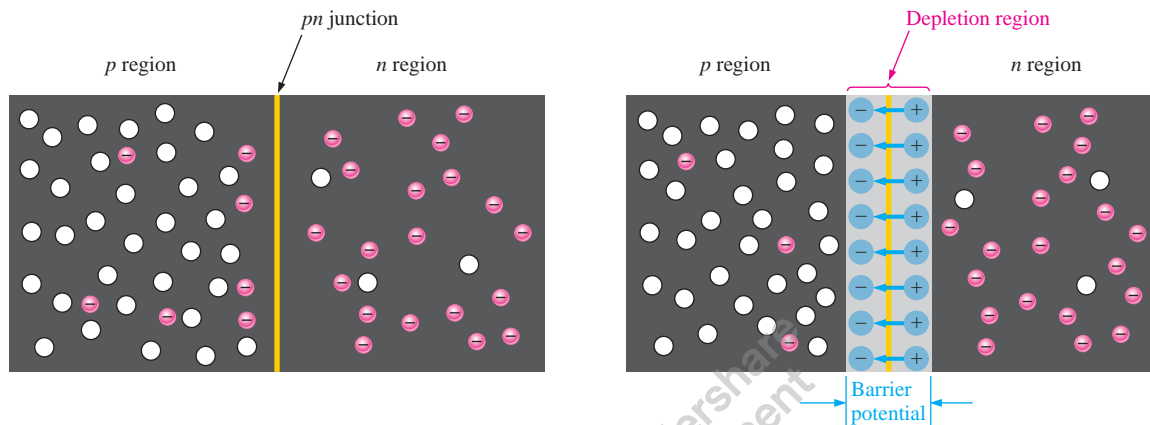 pn junction
p region
n region
Depletion region
p region
n region
Barrier
potential